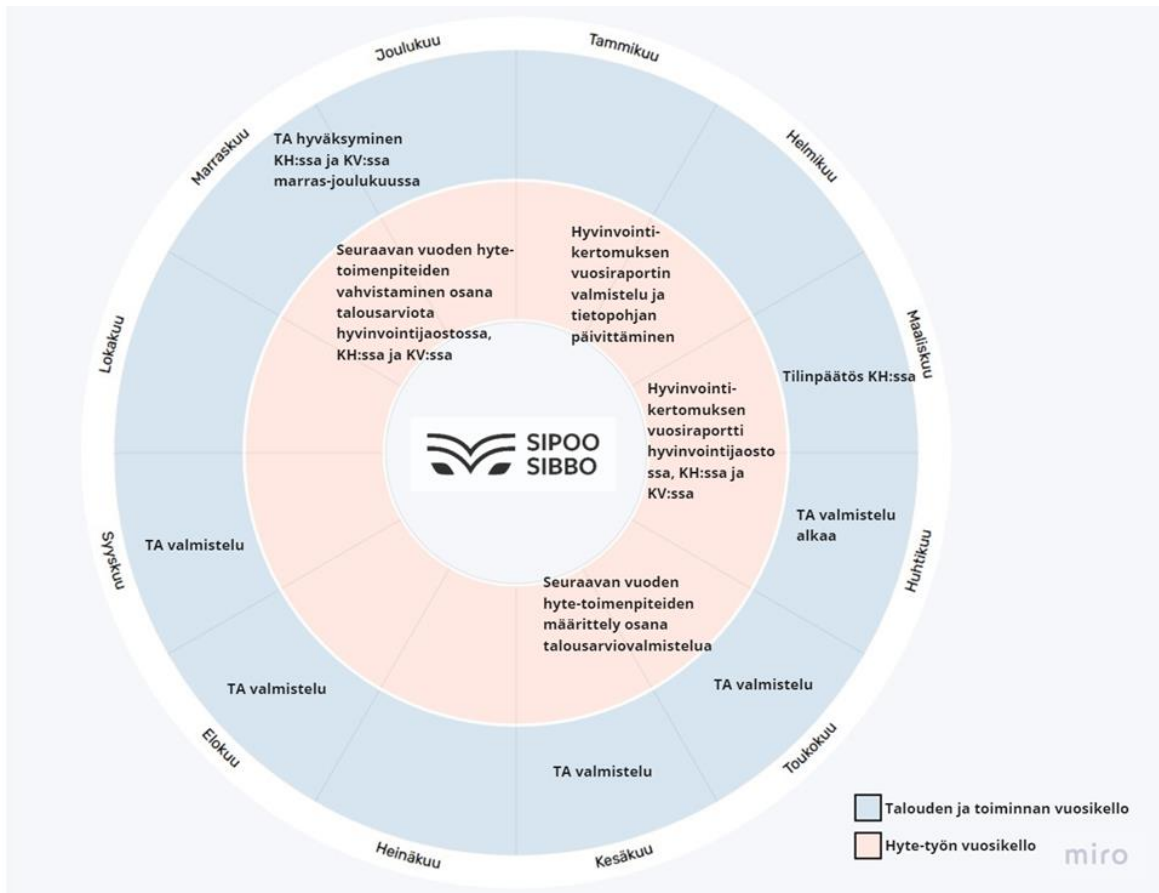 Joulukuu
Tammikuu
Helmikuu
Maaliskuu
Huhtikuu
Toukokuu
Kesäkuu
Heinäkuu
Elokuu
Syyskuu
Lokakuu
Marraskuu
TA hyväksyminen
KH:ssa ja KV:ssa
marras-joulukuussa
Seuraavan vuoden hyte-
toimenpiteiden
vahvistaminen osana
talousarviota
hyvinvointijaostossa,
KH:ssa ja KV:ssa
Hyvinvointi-
kertomuksen
vuosiraportin
valmistelu ja
tietopohjan
päivittäminen
Tilinpäätös KH:ssa
Hyvinvointi-
kertomuksen
vuosiraportti
hyvinvointijaosto
ssa, KH:ssa ja
KV:ssa
SIPOO
SIBBO
TA valmistelu
alkaa
TA valmistelu
Seuraavan vuoden
hyte-toimenpiteiden
määrittely osana
talousarviovalmistelua
TA valmistelu
TA valmistelu
TA valmistelu
Talouden ja toiminnan vuosikello
Hyte-työn vuosikello
miro